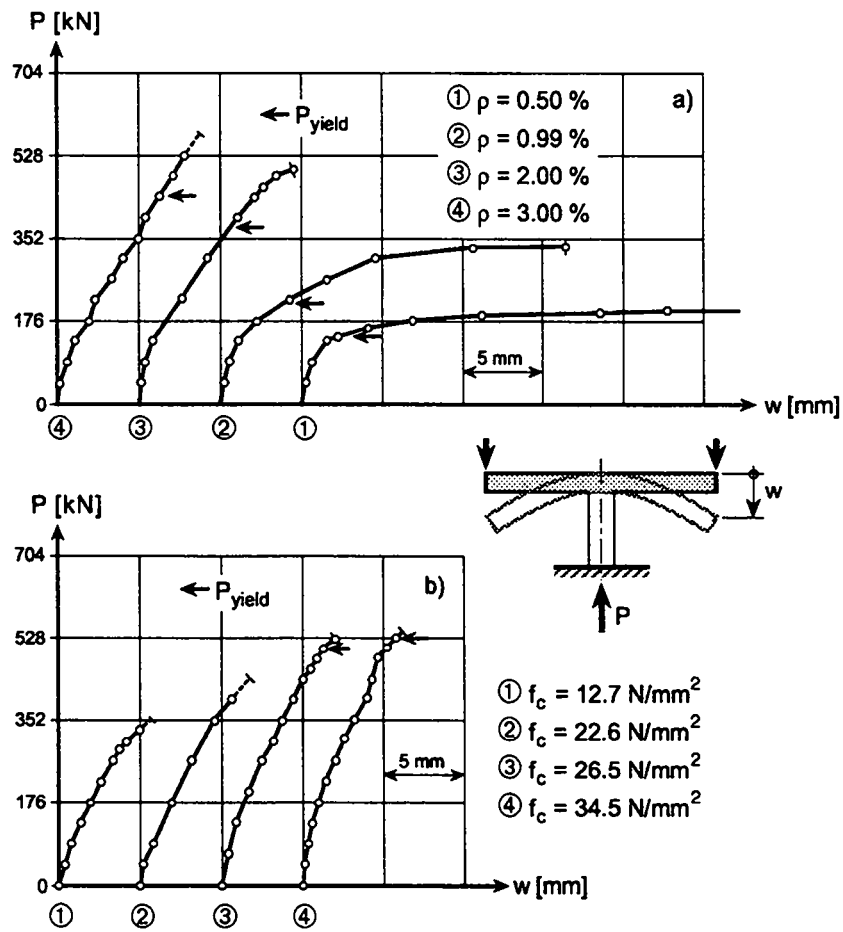 P [kN]
704
528
352
176
0
← P_yield
a)
① ρ = 0.50 %
② ρ = 0.99 %
③ ρ = 2.00 %
④ ρ = 3.00 %
5 mm
w [mm]
④ ③ ② ①
w
P
P [kN]
704
528
352
176
0
← P_yield
b)
5 mm
w [mm]
① ② ③ ④
① f_c = 12.7 N/mm²
② f_c = 22.6 N/mm²
③ f_c = 26.5 N/mm²
④ f_c = 34.5 N/mm²